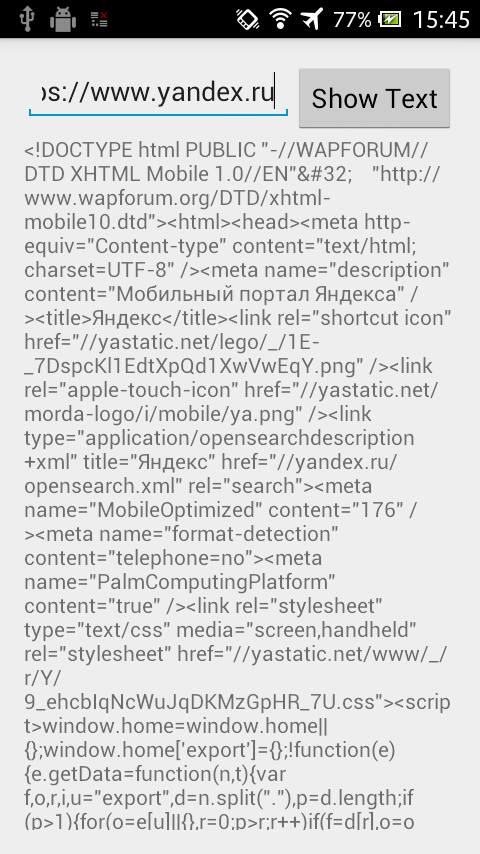 77% 15:45
ps://www.yandex.ru
Show Text
<!DOCTYPE html PUBLIC "-//WAPFORUM//
DTD XHTML Mobile 1.0//EN"&#32;    "http://
www.wapforum.org/DTD/xhtml-
mobile10.dtd"><html><head><meta http-
equiv="Content-type" content="text/html;
charset=UTF-8" /><meta name="description"
content="Мобильный портал Яндекса" /
><title>Яндекс</title><link rel="shortcut icon"
href="//yastatic.net/lego/_/1E-
_7DspcKl1EdtXpQd1XwVwEqY.png" /><link
rel="apple-touch-icon" href="//yastatic.net/
morda-logo/i/mobile/ya.png" /><link
type="application/opensearchdescription
+xml" title="Яндекс" href="//yandex.ru/
opensearch.xml" rel="search"><meta
name="MobileOptimized" content="176" /
><meta name="format-detection"
content="telephone=no"><meta
name="PalmComputingPlatform"
content="true" /><link rel="stylesheet"
type="text/css" media="screen,handheld"
rel="stylesheet" href="//yastatic.net/www/_/
r/Y/
9_ehcbIqNcWuJqDKMzGpHR_7U.css"><scrip
t>window.home=window.home||
{};window.home['export']={};!function(e)
{e.getData=function(n,t){var
f,o,r,i,u="export",d=n.split("."),p=d.length;if
(p>1){for(o=e[u]||{},r=0;p>r;r++)if(f=d[r],o=o